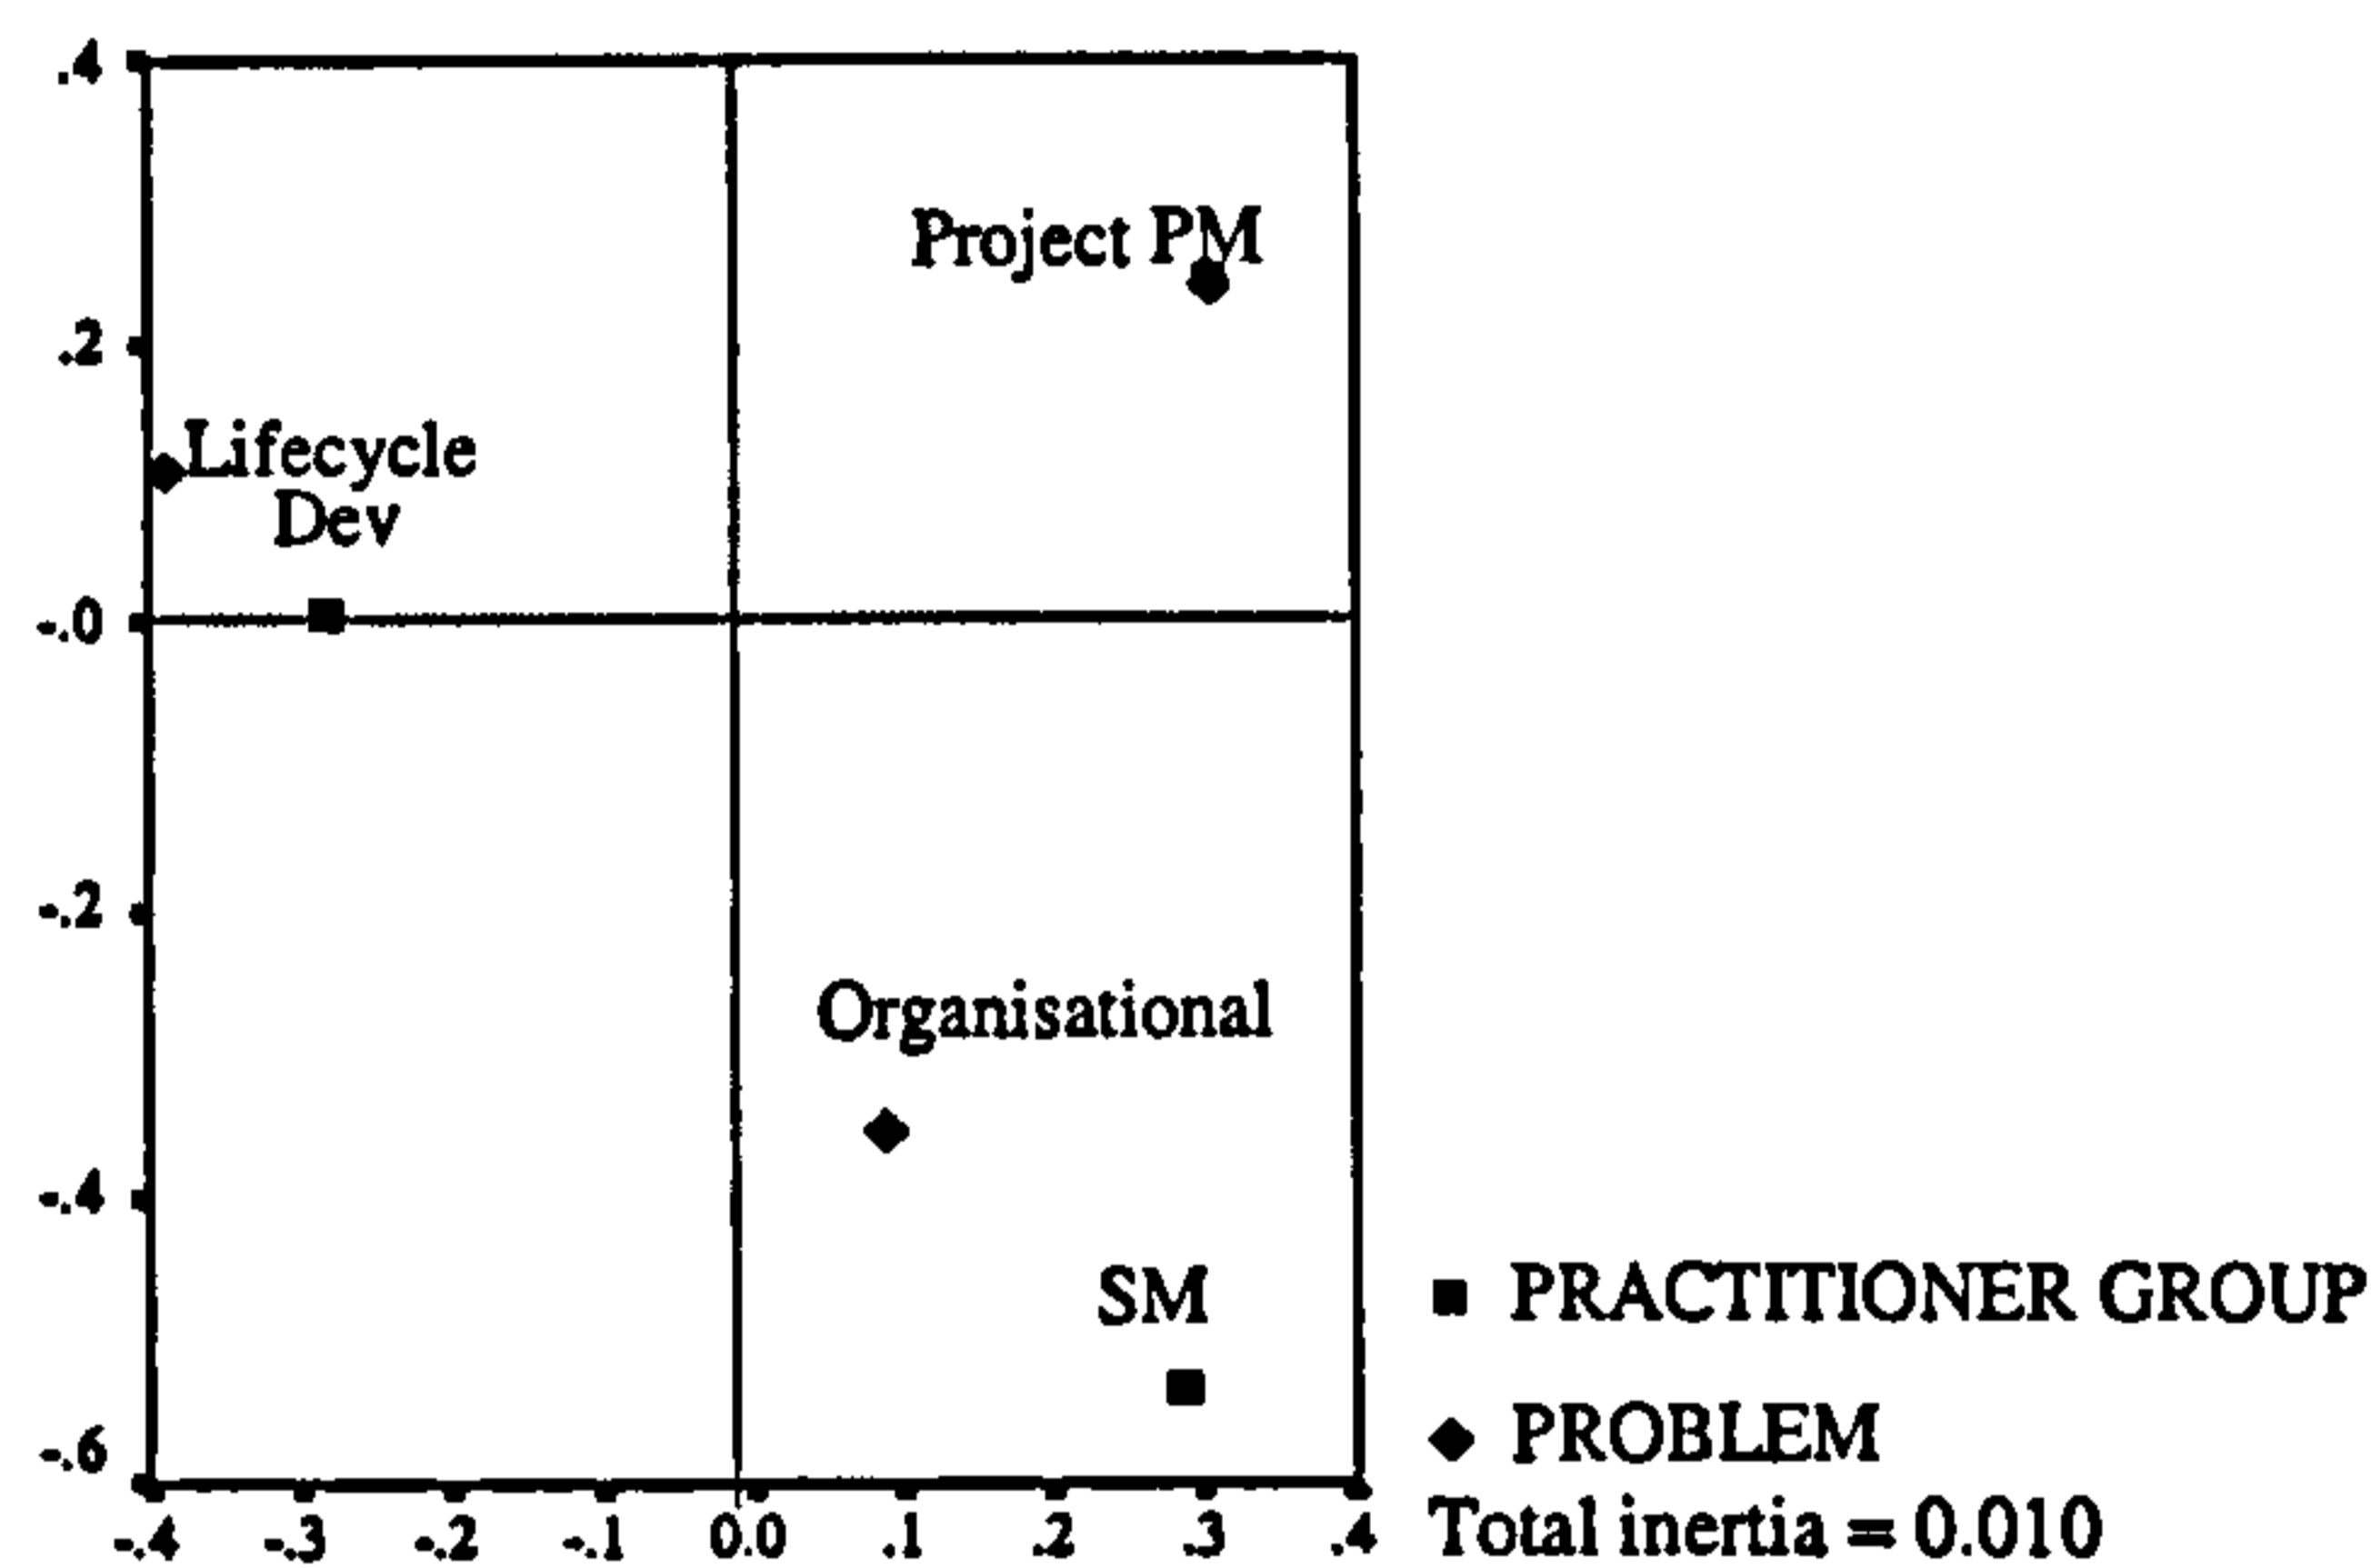 .4
Project PM
.2
Lifecycle
Dev
-.0
-.2
Organisational
-.4
SM
-.6
-.4 -.3 -.2 -.1 0.0 .1 .2 .3 .4
PRACTITIONER GROUP
PROBLEM
Total inertia = 0.010